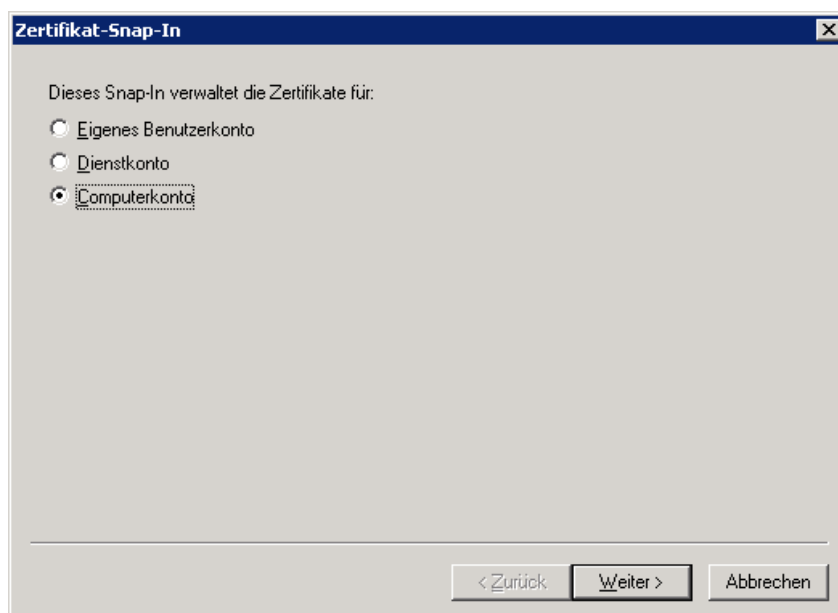 Zertifikat-Snap-In
Dieses Snap-In verwaltet die Zertifikate für:
Eigenes Benutzerkonto
Dienstkonto
Computerkonto
< Zurück Weiter > Abbrechen